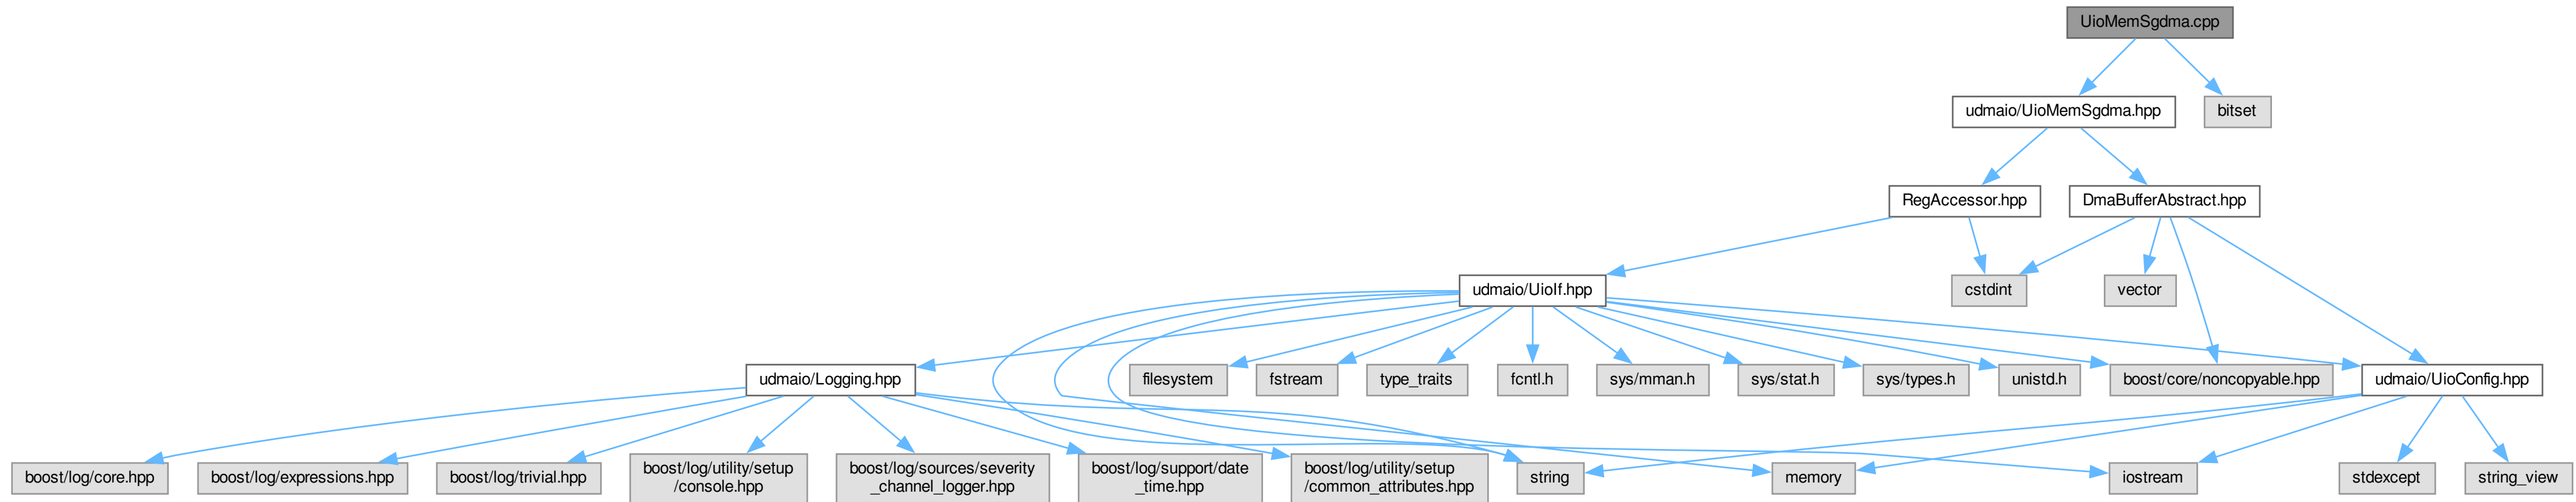 UioMemSgdma.cpp
udmaio/UioMemSgdma.hpp
bitset
RegAccessor.hpp
DmaBufferAbstract.hpp
udmaio/UioIf.hpp
cstdint
vector
udmaio/Logging.hpp
filesystem
fstream
type_traits
fcntl.h
sys/mman.h
sys/stat.h
sys/types.h
unistd.h
boost/core/noncopyable.hpp
udmaio/UioConfig.hpp
boost/log/core.hpp
boost/log/expressions.hpp
boost/log/trivial.hpp
boost/log/utility/setup
/console.hpp
boost/log/sources/severity
_channel_logger.hpp
boost/log/support/date
_time.hpp
boost/log/utility/setup
/common_attributes.hpp
string
memory
iostream
stdexcept
string_view